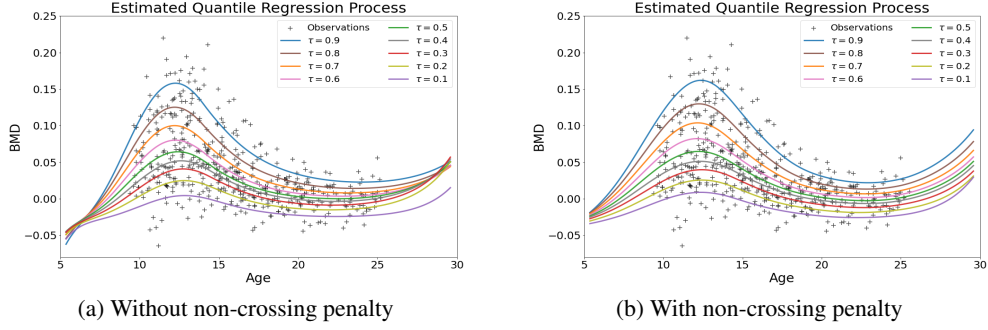 Estimated Quantile Regression Process
BMD
0.25
0.20
0.15
0.10
0.05
0.00
−0.05
Observations
τ = 0.9
τ = 0.8
τ = 0.7
τ = 0.6
τ = 0.5
τ = 0.4
τ = 0.3
τ = 0.2
τ = 0.1
5 10 15 20 25 30
Age
(a) Without non-crossing penalty
Estimated Quantile Regression Process
BMD
0.25
0.20
0.15
0.10
0.05
0.00
−0.05
Observations
τ = 0.9
τ = 0.8
τ = 0.7
τ = 0.6
τ = 0.5
τ = 0.4
τ = 0.3
τ = 0.2
τ = 0.1
5 10 15 20 25 30
Age
(b) With non-crossing penalty